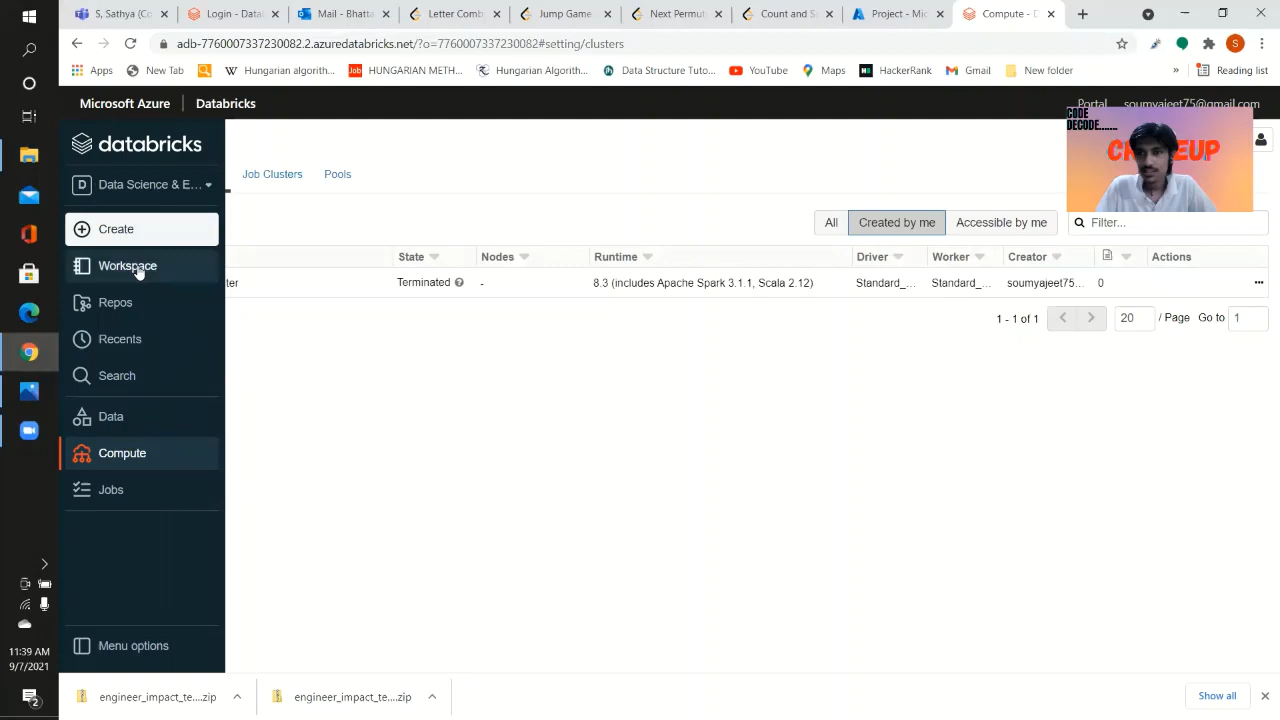 S, Sathya (C)
Login - Data
Mail - Bhatta
Letter Comb
Jump Game
Next Permut
Count and S
Project - Mic
Compute - D
adb-7760007337230082.2.azuredatabricks.net/?o=7760007337230082#setting/clusters
S
Apps
New Tab
Hungarian algorith...
HUNGARIAN METH...
Hungarian Algorith...
Data Structure Tuto...
YouTube
Maps
HackerRank
Gmail
New folder
»
Reading list
Microsoft Azure
Databricks
Portal
soumyajeet75@gmail.com
CODE
DECODE.......
databricks
D Data Science & E...
Create
Workspace
Repos
Recents
Search
Data
Compute
Jobs
Menu options
Job Clusters
Pools
All
Created by me
Accessible by me
Filter...
State
Nodes
Runtime
Driver
Worker
Creator
Actions
ter
Terminated
-
8.3 (includes Apache Spark 3.1.1, Scala 2.12)
Standard_...
Standard_...
soumyajeet75...
0
1 - 1 of 1
20
/ Page
Go to
1
11:39 AM
9/7/2021
2
engineer_impact_te....zip
engineer_impact_te....zip
Show all